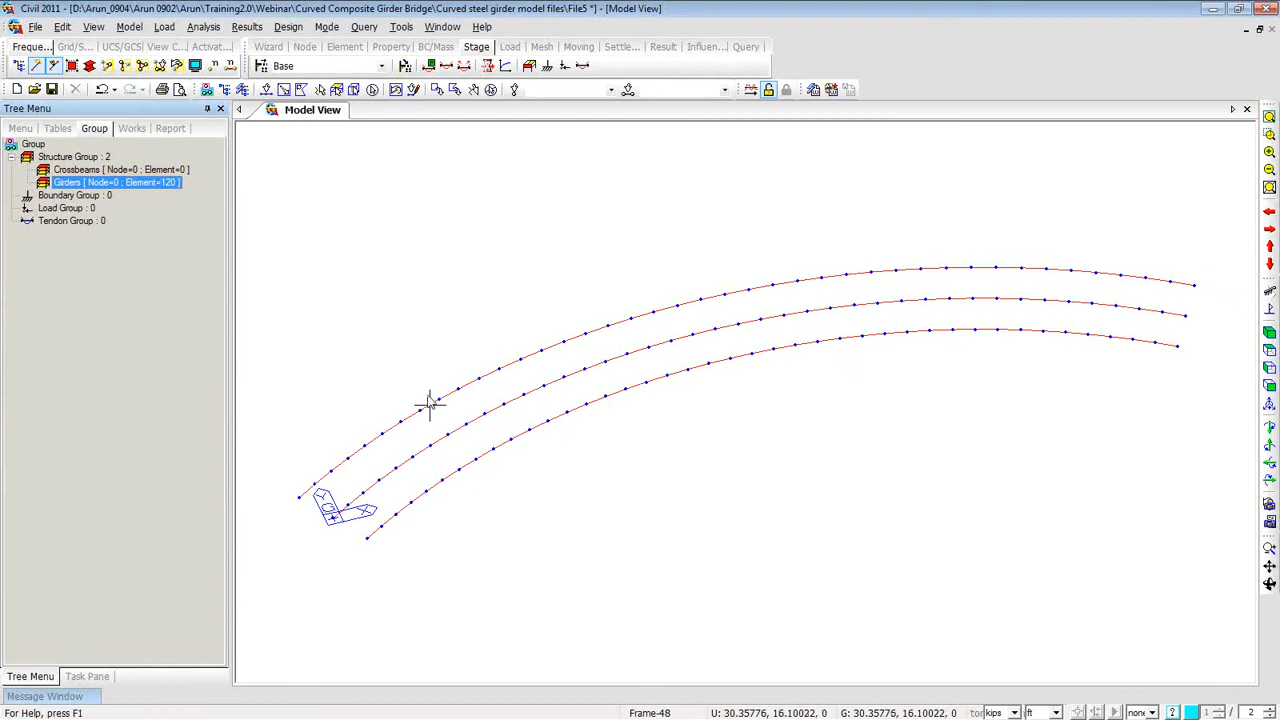 Civil 2011 - [D:\Arun_0904\Arun 0902\Arun\Training2.0\Webinar\Curved Composite Girder Bridge\Curved steel girder model files\File5 *] - [Model View]
File Edit View Model Load Analysis Results Design Mode Query Tools Window Help
Freque... Grid/S... UCS/GCS View C... Activat... Wizard Node Element Property BC/Mass Stage Load Mesh Moving Settle... Result Influen... Query
Base
Tree Menu
Model View
Menu Tables Group Works Report
Group
Structure Group : 2
Crossbeams [ Node=0 ; Element=0 ]
Girders [ Node=0 ; Element=120 ]
Boundary Group : 0
Load Group : 0
Tendon Group : 0
Y
G
X
Tree Menu Task Pane
Message Window
For Help, press F1 Frame-48 U: 30.35776, 16.10022, 0 G: 30.35776, 16.10022, 0 kips ft none ? 1 / 2